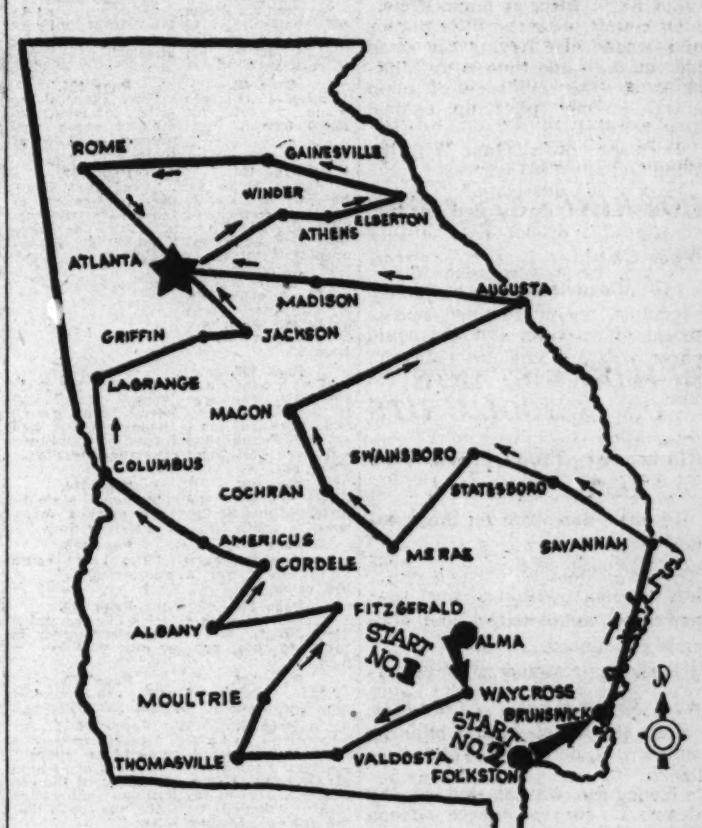 ROME
GAINESVILLE
WINDER
ELBERTON
ATHENS
ATLANTA
MADISON
AUGUSTA
GRIFFIN
JACKSON
LAGRANGE
MACON
COLUMBUS
SWAINSBORO
COCHRAN
STATESBORO
AMERICUS
MSRAE
SAVANNAH
CORDELE
ALBANY
FITZGERALD
START
NO.1
ALMA
MOULTRIE
WAYCROSS
BRUNSWICK
START
NO.2
THOMASVILLE
VALDOSTA
FOLKSTON
N